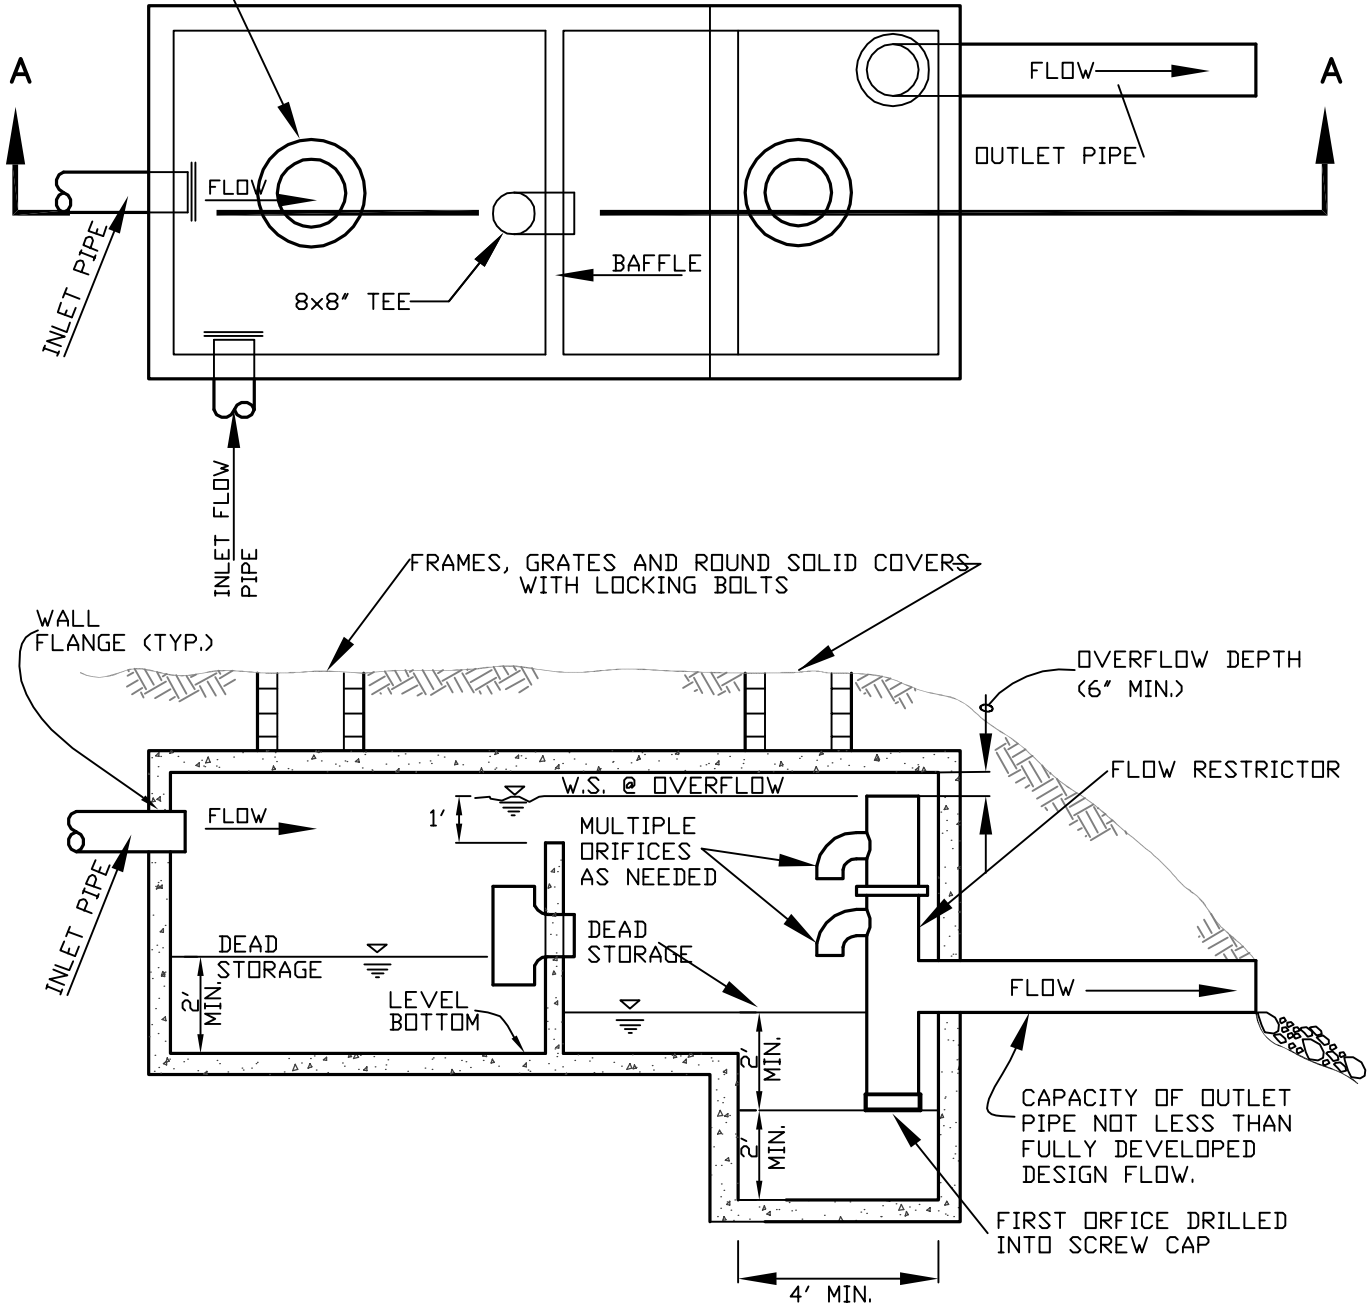 A
A
FLOW
OUTLET PIPE
FLOW
INLET PIPE
BAFFLE
8x8" TEE
INLET FLOW
PIPE
FRAMES, GRATES AND ROUND SOLID COVERS
WITH LOCKING BOLTS
WALL
FLANGE (TYP.)
OVERFLOW DEPTH
(6" MIN.)
FLOW RESTRICTOR
W.S. @ OVERFLOW
1'
FLOW
MULTIPLE
ORIFICES
AS NEEDED
INLET PIPE
DEAD
STORAGE
DEAD
STORAGE
2'
MIN.
LEVEL
BOTTOM
FLOW
2'
MIN.
2'
MIN.
CAPACITY OF OUTLET
PIPE NOT LESS THAN
FULLY DEVELOPED
DESIGN FLOW.
FIRST ORFICE DRILLED
INTO SCREW CAP
4' MIN.